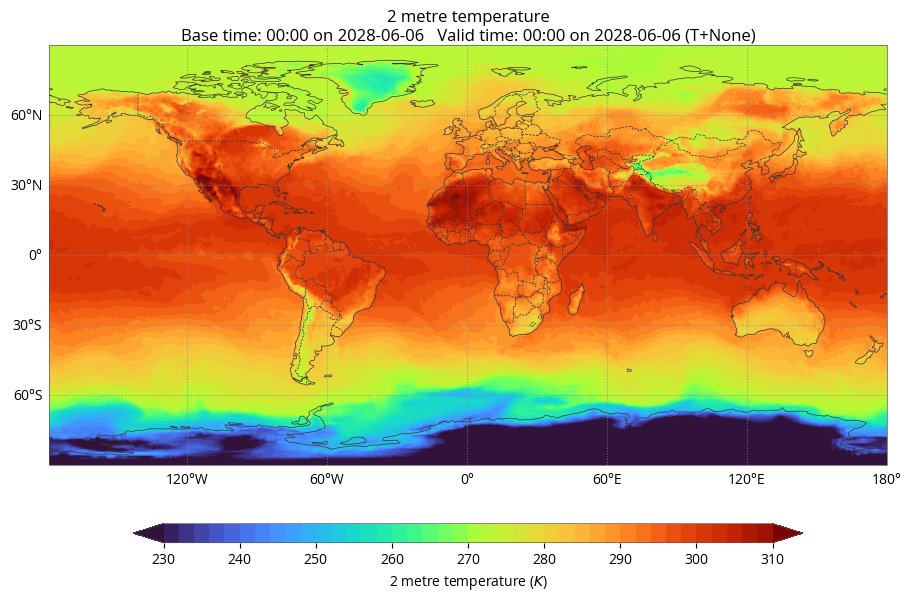 2 metre temperature
Base time: 00:00 on 2028-06-06   Valid time: 00:00 on 2028-06-06 (T+None)
60°N
30°N
0°
30°S
60°S
120°W 60°W 0° 60°E 120°E 180°
230 240 250 260 270 280 290 300 310
2 metre temperature (K)